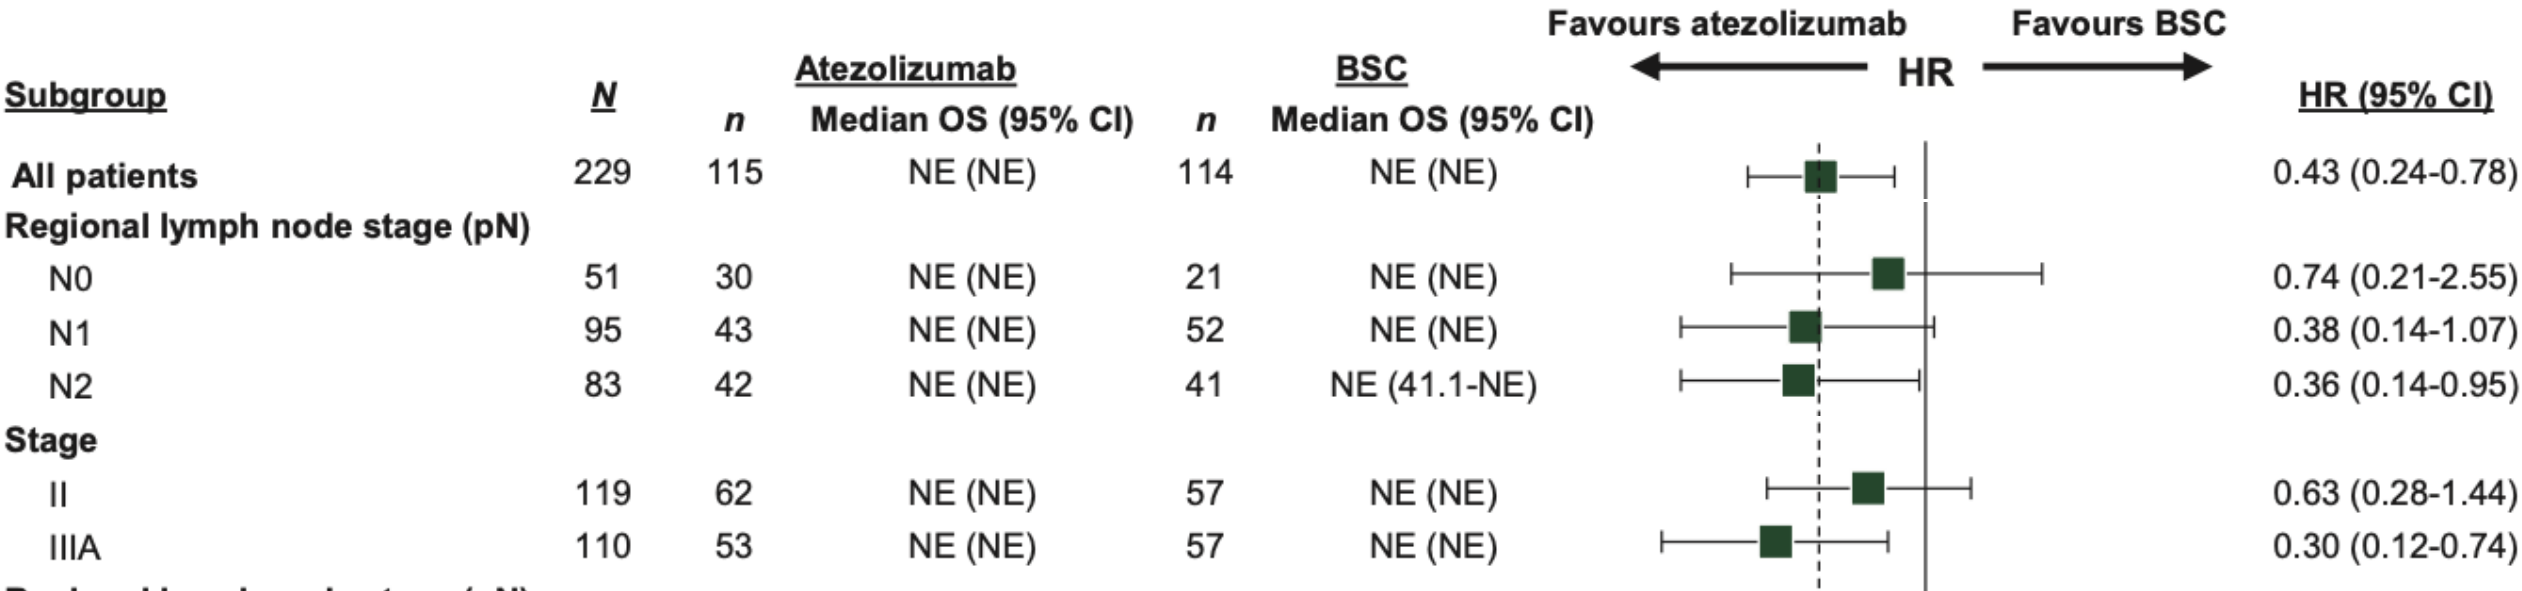 Favours atezolizumab Favours BSC
Atezolizumab BSC HR
Subgroup N HR (95% CI)
n Median OS (95% CI) n Median OS (95% CI)
All patients 229 115 NE (NE) 114 NE (NE) 0.43 (0.24-0.78)
Regional lymph node stage (pN)
N0 51 30 NE (NE) 21 NE (NE) 0.74 (0.21-2.55)
N1 95 43 NE (NE) 52 NE (NE) 0.38 (0.14-1.07)
N2 83 42 NE (NE) 41 NE (41.1-NE) 0.36 (0.14-0.95)
Stage
II 119 62 NE (NE) 57 NE (NE) 0.63 (0.28-1.44)
IIIA 110 53 NE (NE) 57 NE (NE) 0.30 (0.12-0.74)